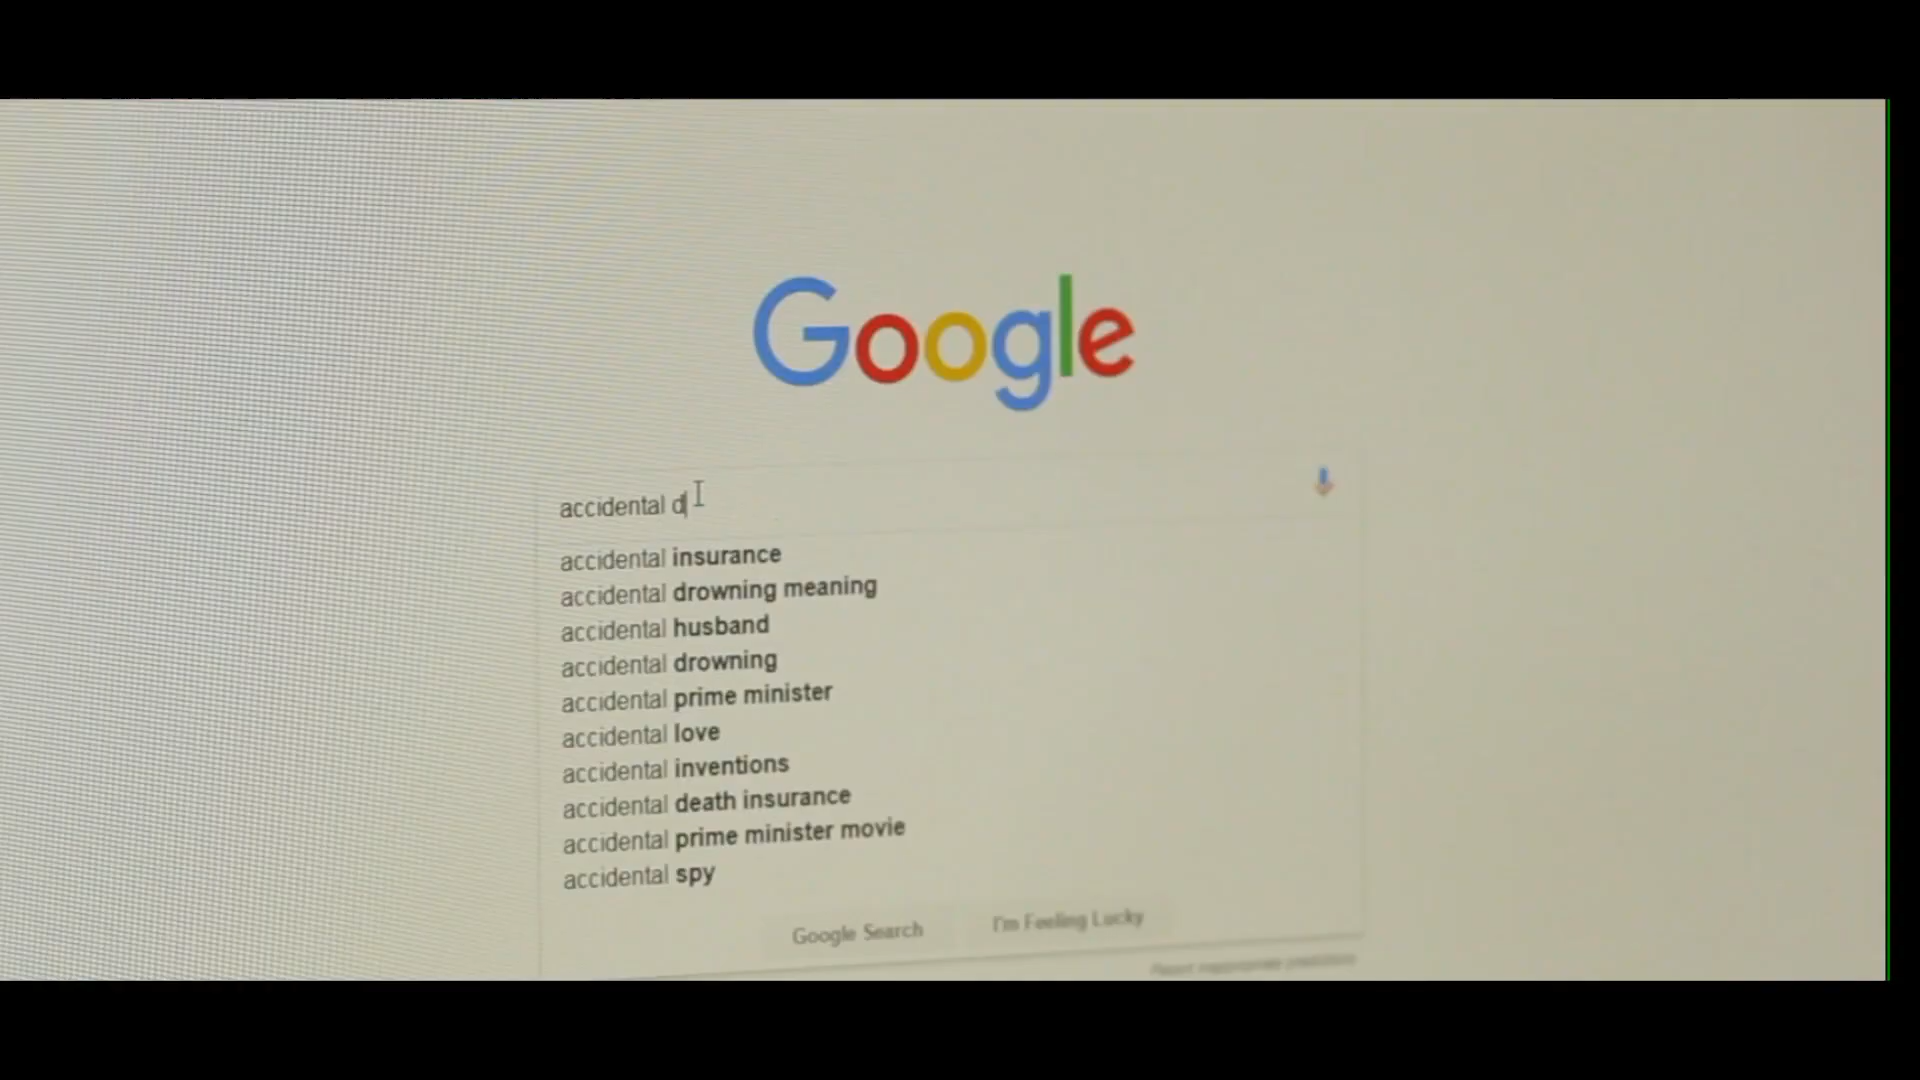 Google
accidental d
accidental insurance
accidental drowning meaning
accidental husband
accidental drowning
accidental prime minister
accidental love
accidental inventions
accidental death insurance
accidental prime minister movie
accidental spy
Google Search
I'm Feeling Lucky